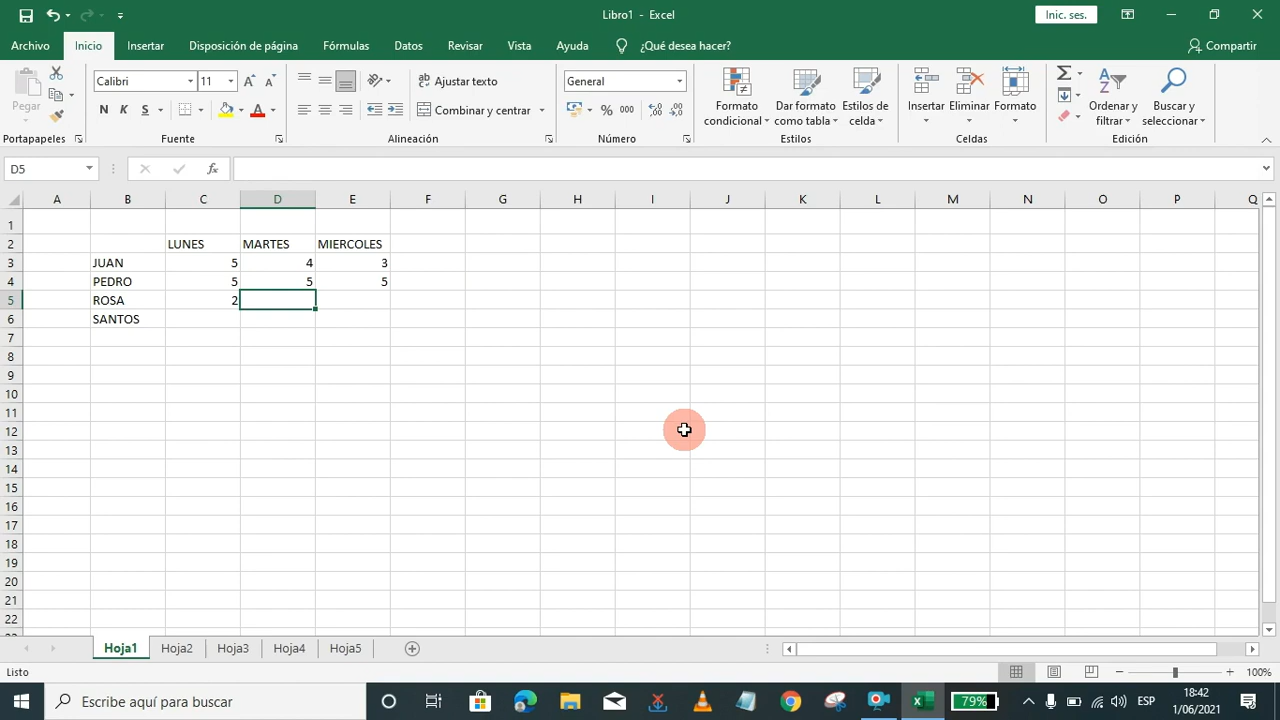 Libro1 - Excel
Inic. ses.
Archivo Inicio Insertar Disposición de página Fórmulas Datos Revisar Vista Ayuda ¿Qué desea hacer? Compartir
Pegar
Calibri 11
Ajustar texto
General
N K S
Combinar y centrar
% 000
Formato condicional
Dar formato como tabla
Estilos de celda
Insertar Eliminar Formato
Ordenar y filtrar
Buscar y seleccionar
Portapapeles Fuente Alineación Número Estilos Celdas Edición
D5
fx
A B C D E F G H I J K L M N O P Q
1
2 LUNES MARTES MIERCOLES
3 JUAN 5 4 3
4 PEDRO 5 5 5
5 ROSA 2
6 SANTOS
7
8
9
10
11
12
13
14
15
16
17
18
19
20
21
22
Hoja1 Hoja2 Hoja3 Hoja4 Hoja5
Listo
100%
Escribe aquí para buscar
79%
ESP
18:42
1/06/2021